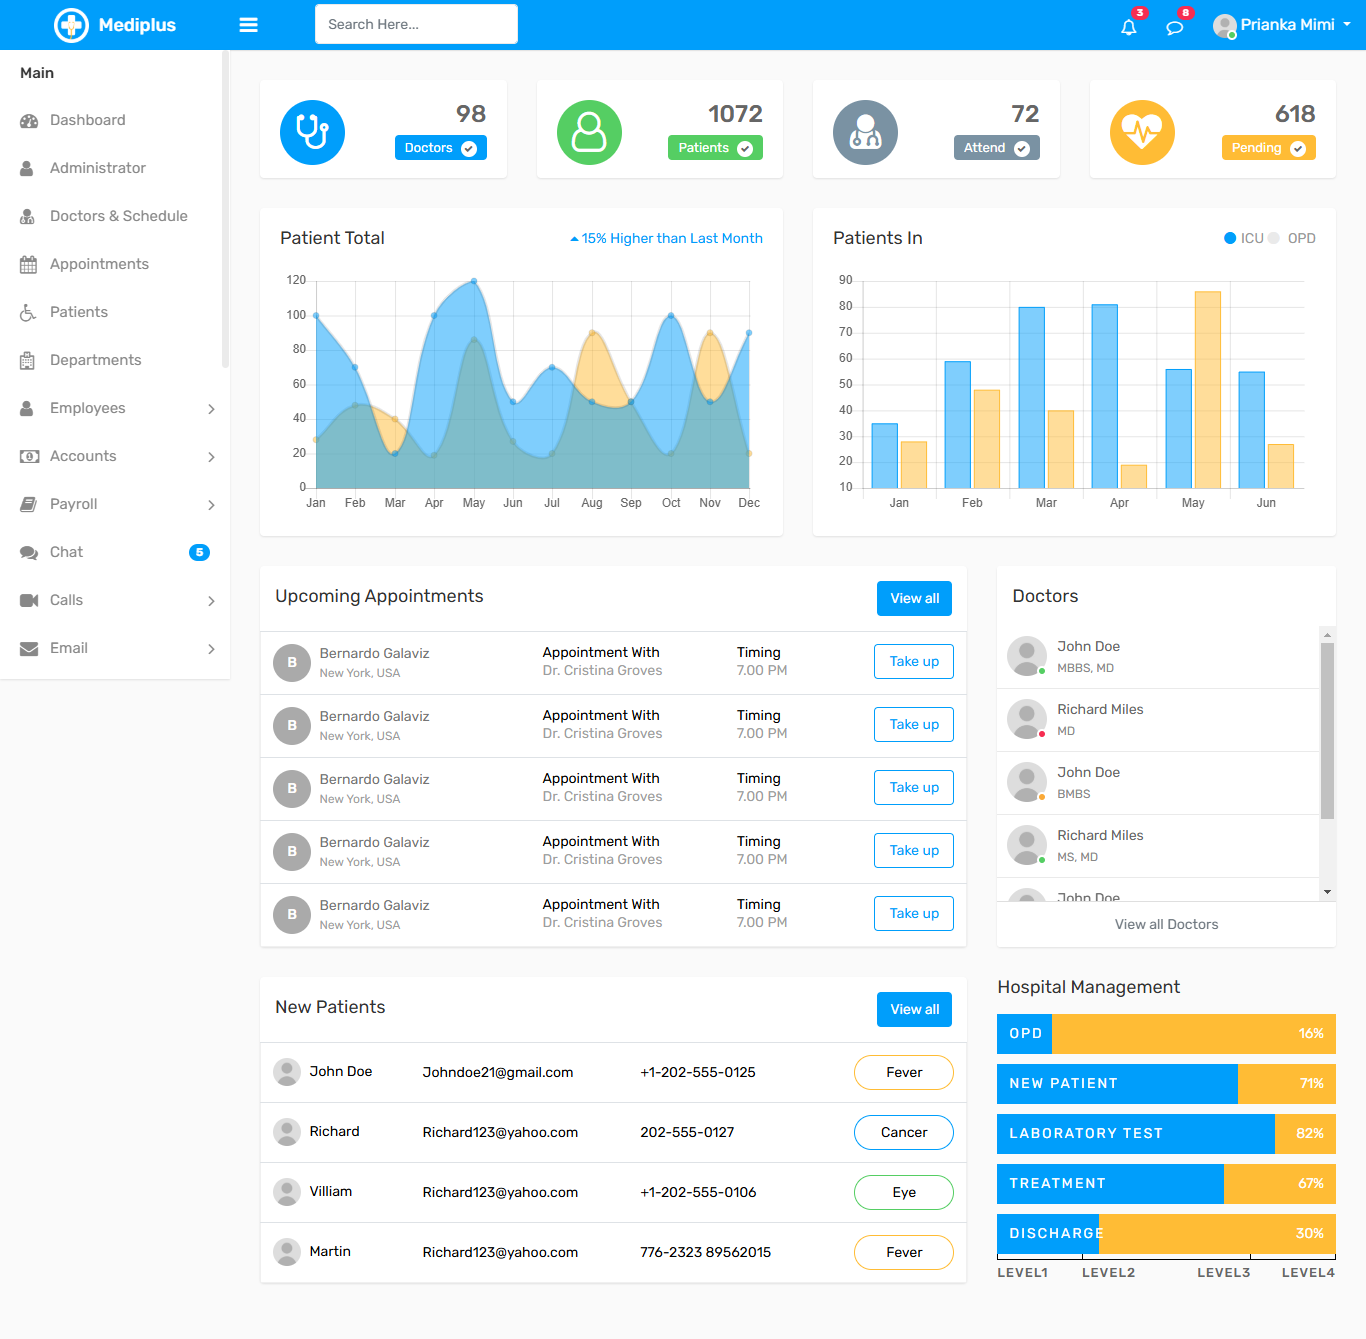 Mediplus
Search Here...
3
8
Prianka Mimi
Main
Dashboard
Administrator
Doctors & Schedule
Appointments
Patients
Departments
Employees
Accounts
Payroll
Chat 5
Calls
Email
98
Doctors
1072
Patients
72
Attend
618
Pending
Patient Total
15% Higher than Last Month
120
100
80
60
40
20
0
Jan Feb Mar Apr May Jun Jul Aug Sep Oct Nov Dec
Patients In
ICU OPD
90
80
70
60
50
40
30
20
10
Jan Feb Mar Apr May Jun
Upcoming Appointments
View all
B
Bernardo Galaviz
New York, USA
Appointment With
Dr. Cristina Groves
Timing
7.00 PM
Take up
B
Bernardo Galaviz
New York, USA
Appointment With
Dr. Cristina Groves
Timing
7.00 PM
Take up
B
Bernardo Galaviz
New York, USA
Appointment With
Dr. Cristina Groves
Timing
7.00 PM
Take up
B
Bernardo Galaviz
New York, USA
Appointment With
Dr. Cristina Groves
Timing
7.00 PM
Take up
B
Bernardo Galaviz
New York, USA
Appointment With
Dr. Cristina Groves
Timing
7.00 PM
Take up
Doctors
John Doe
MBBS, MD
Richard Miles
MD
John Doe
BMBS
Richard Miles
MS, MD
John Doe
View all Doctors
New Patients
View all
John Doe Johndoe21@gmail.com +1-202-555-0125 Fever
Richard Richard123@yahoo.com 202-555-0127 Cancer
Villiam Richard123@yahoo.com +1-202-555-0106 Eye
Martin Richard123@yahoo.com 776-2323 89562015 Fever
Hospital Management
OPD 16%
NEW PATIENT 71%
LABORATORY TEST 82%
TREATMENT 67%
DISCHARGE 30%
LEVEL1 LEVEL2 LEVEL3 LEVEL4